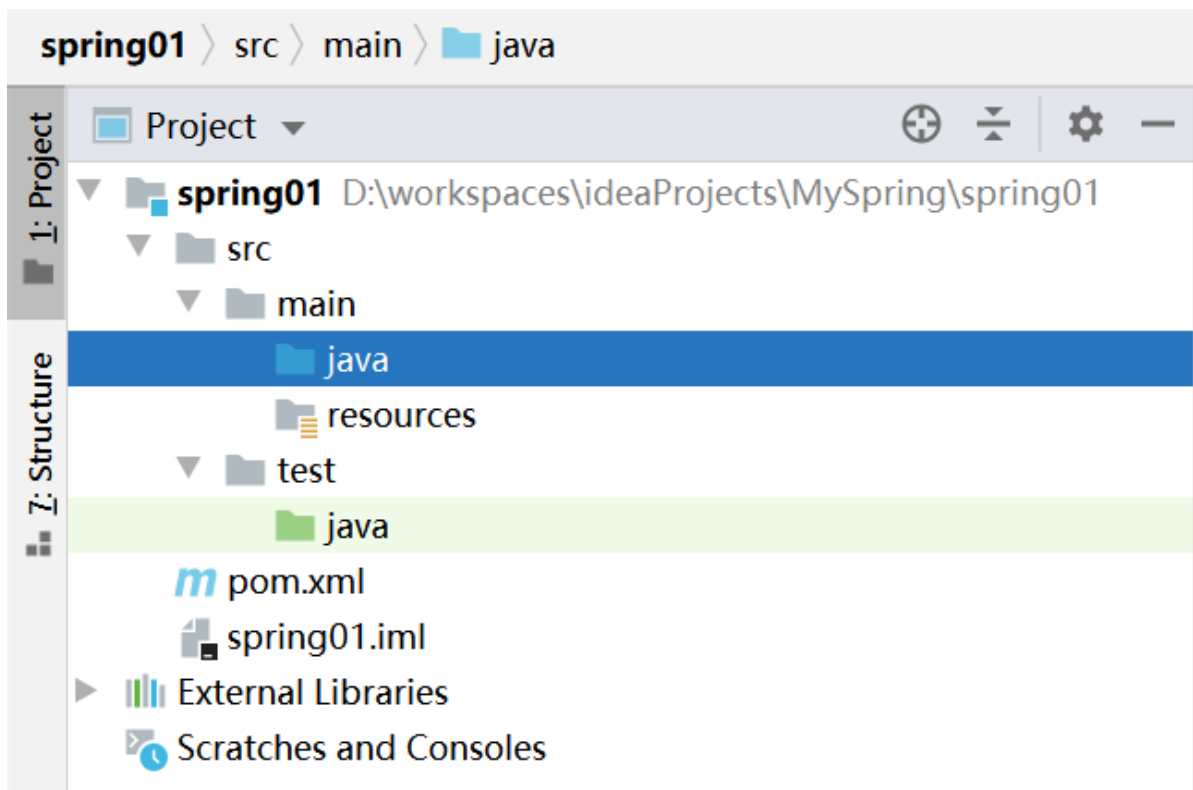 spring01 〉 src 〉 main 〉 java
Project
1: Project
spring01 D:\workspaces\ideaProjects\MySpring\spring01
src
main
java
resources
7: Structure
test
java
m pom.xml
spring01.iml
External Libraries
Scratches and Consoles